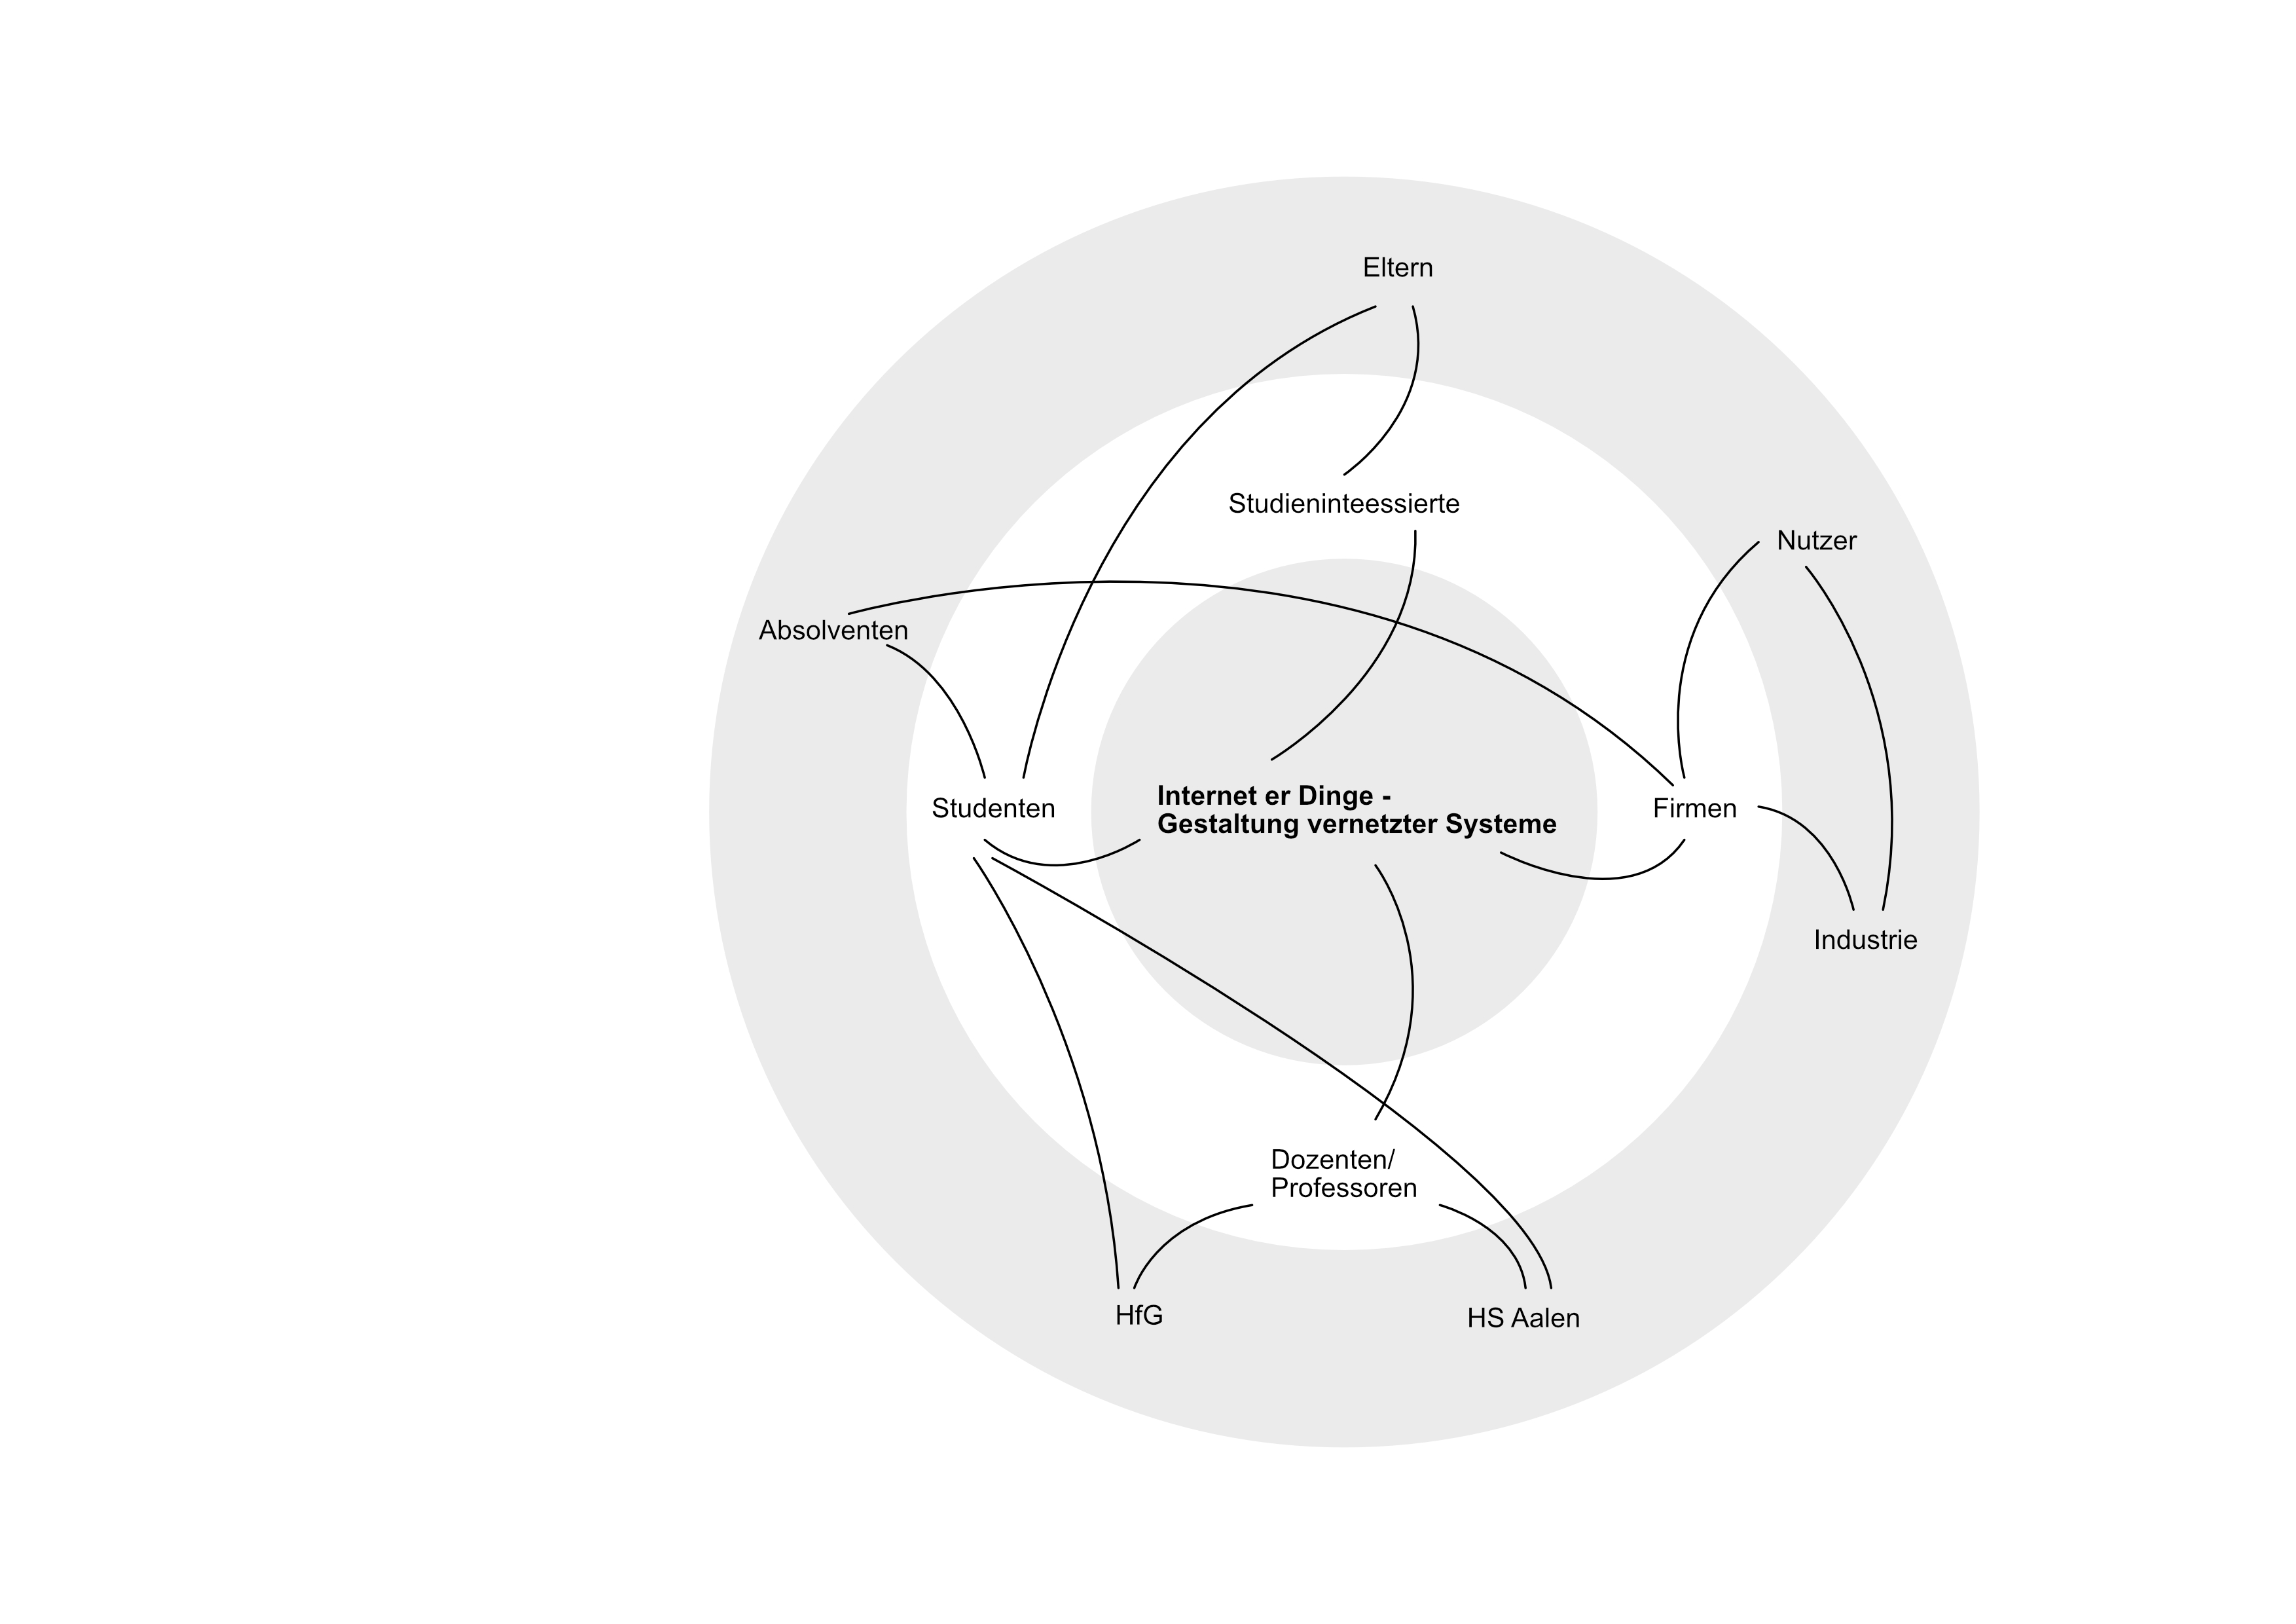 Eltern
Studieninteessierte
Nutzer
Absolventen
Internet er Dinge -
Gestaltung vernetzter Systeme
Studenten
Firmen
Industrie
Dozenten/
Professoren
HfG
HS Aalen